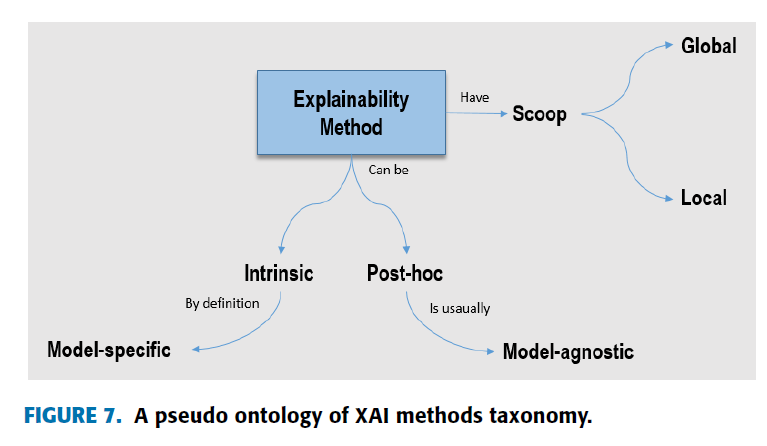 Global
Explainability
Method
Have
Scoop
Can be
Local
Intrinsic
Post-hoc
By definition
Is usaually
Model-specific
Model-agnostic
FIGURE 7. A pseudo ontology of XAI methods taxonomy.